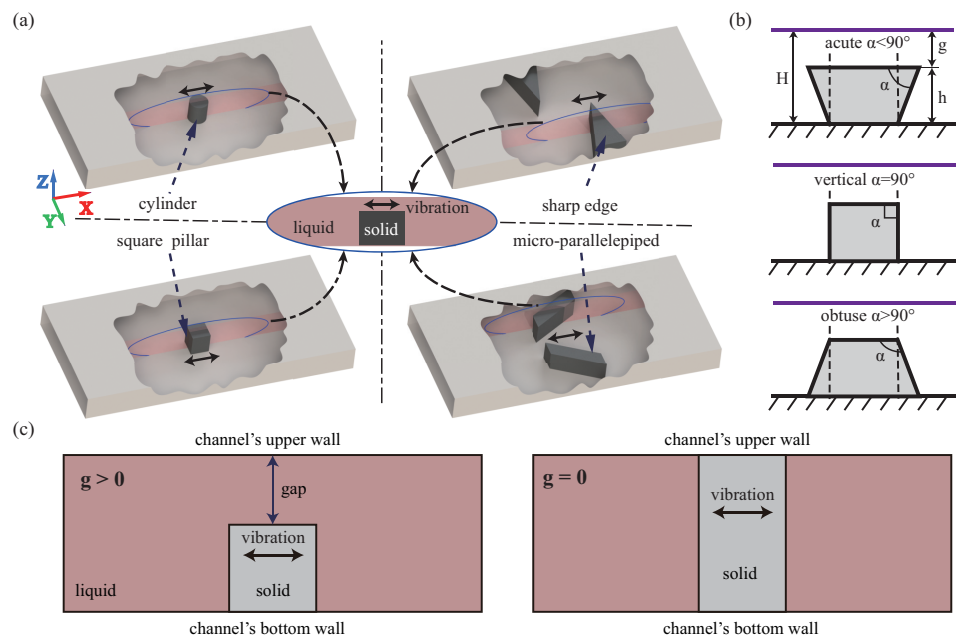 (a)
(b)
acute α<90°
g
H
α
h
Z
X
Y
cylinder
vibration
sharp edge
liquid
solid
square pillar
micro-parallelepiped
vertical α=90°
α
obtuse α>90°
α
(c)
channel's upper wall
channel's upper wall
g > 0
gap
vibration
liquid
solid
channel's bottom wall
g = 0
vibration
solid
channel's bottom wall